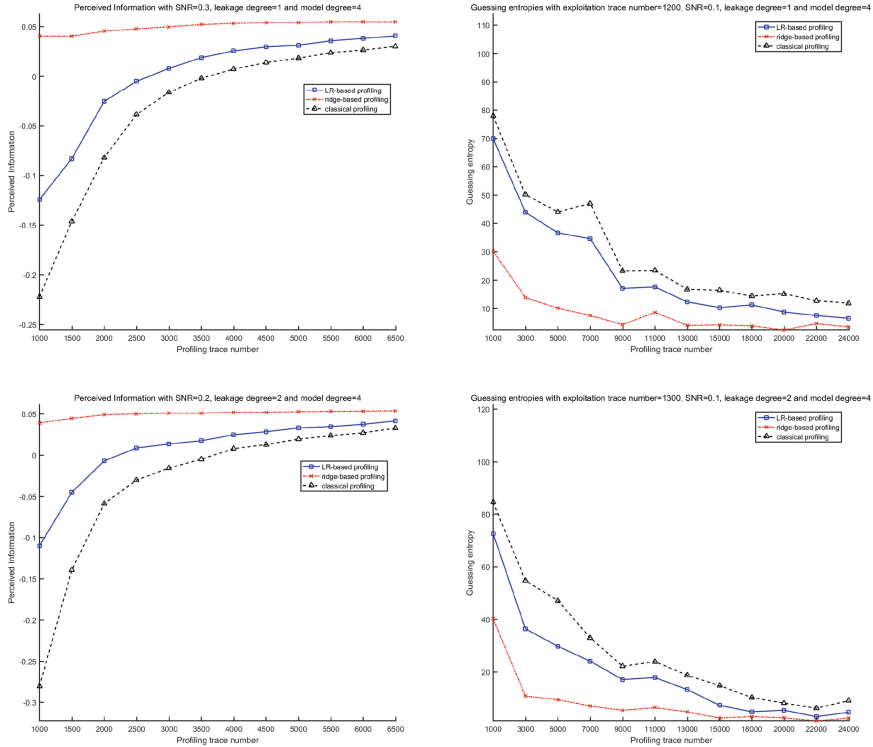 Perceived Information with SNR=0.3, leakage degree=1 and model degree=4
0.05
0
-0.05
-0.1
-0.15
-0.2
-0.25
Perceived Information
LR-based profiling
ridge-based profiling
classical profiling
1000 1500 2000 2500 3000 3500 4000 4500 5000 5500 6000 6500
Profiling trace number
Guessing entropies with exploitation trace number=1200, SNR=0.1, leakage degree=1 and model degree=4
110
100
90
80
70
60
50
40
30
20
10
Guessing entropy
LR-based profiling
ridge-based profiling
classical profiling
1000 3000 5000 7000 9000 11000 13000 15000 18000 20000 22000 24000
Profiling trace number
Perceived Information with SNR=0.2, leakage degree=2 and model degree=4
0.05
0
-0.05
-0.1
-0.15
-0.2
-0.25
-0.3
Perceived Information
LR-based profiling
ridge-based profiling
classical profiling
1000 1500 2000 2500 3000 3500 4000 4500 5000 5500 6000 6500
Profiling trace number
Guessing entropies with exploitation trace number=1300, SNR=0.1, leakage degree=2 and model degree=4
120
100
80
60
40
20
Guessing entropy
LR-based profiling
ridge-based profiling
classical profiling
1000 3000 5000 7000 9000 11000 13000 15000 18000 20000 22000 24000
Profiling trace number